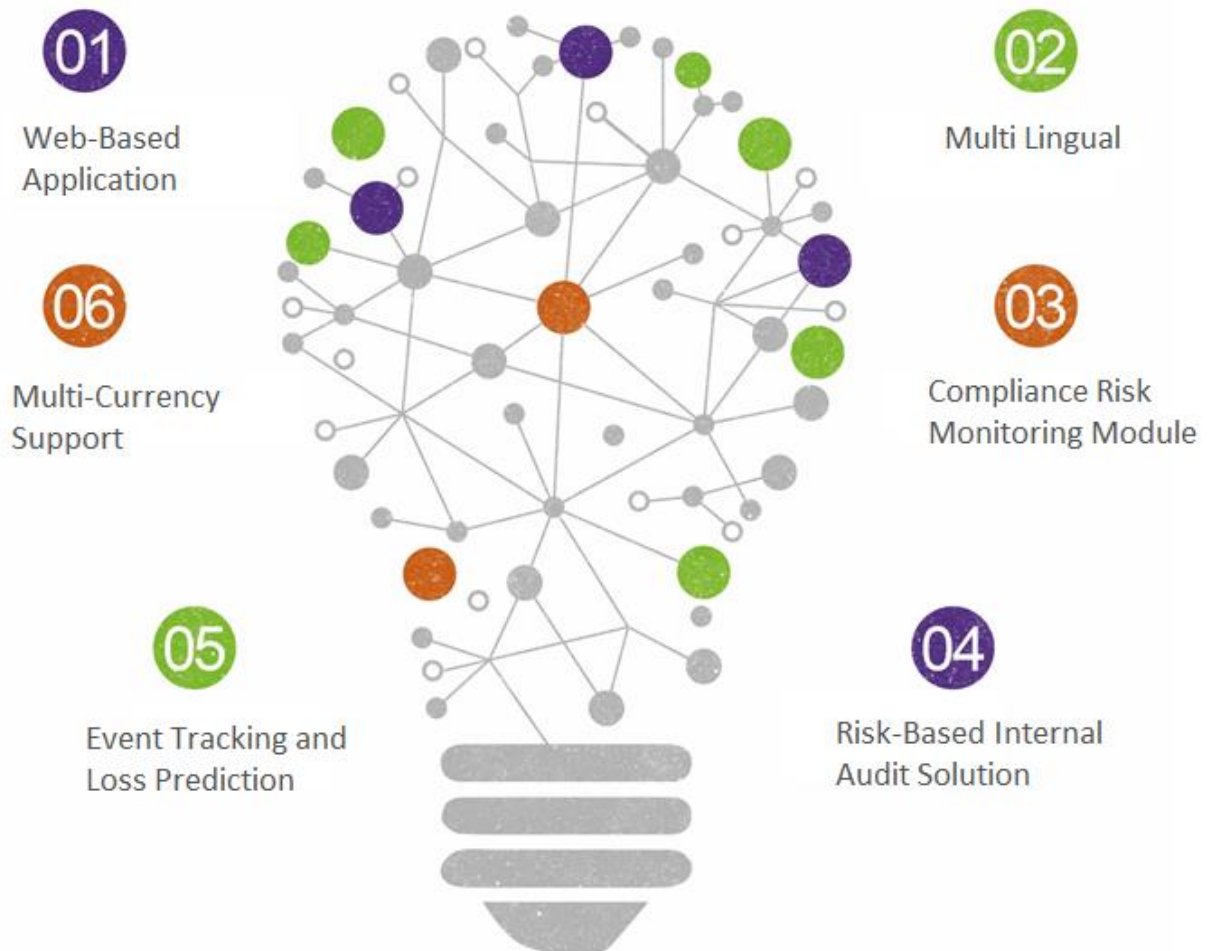 01
Web-Based
Application
02
Multi Lingual
06
Multi-Currency
Support
03
Compliance Risk
Monitoring Module
05
Event Tracking and
Loss Prediction
04
Risk-Based Internal
Audit Solution